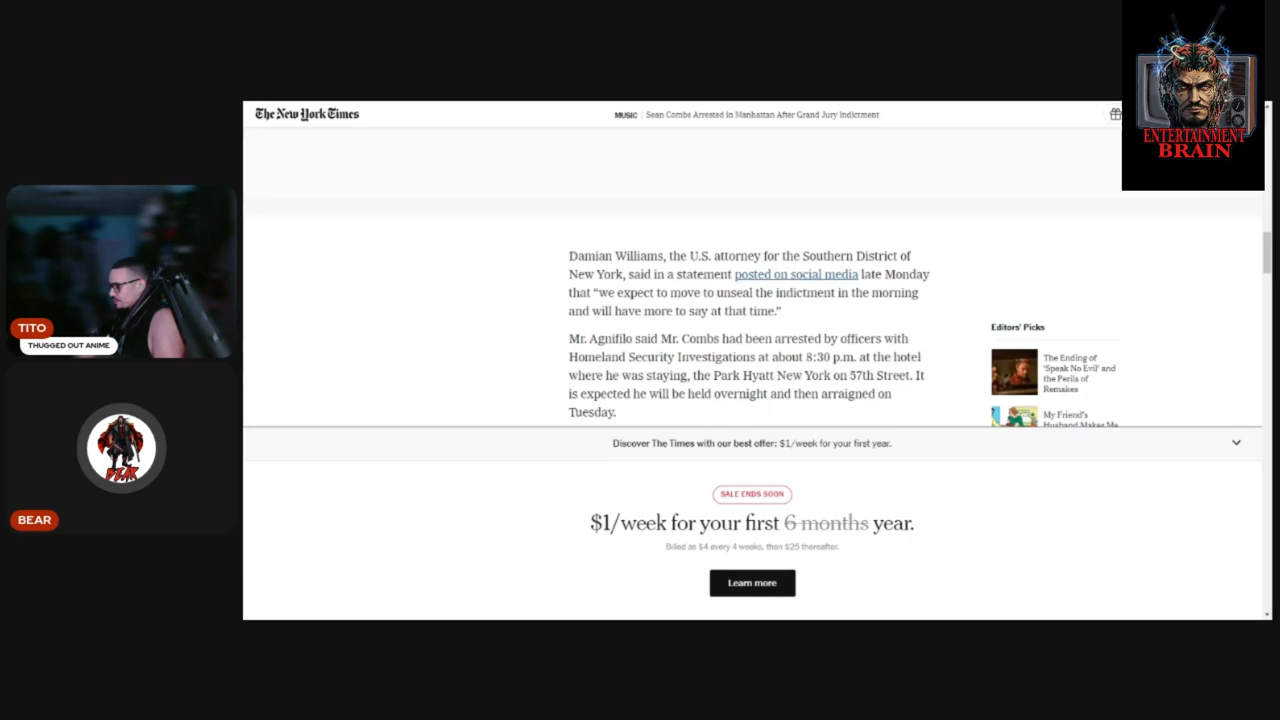 The New York Times
MUSIC | Sean Combs Arrested in Manhattan After Grand Jury Indictment
ENTERTAINMENT
BRAIN
Damian Williams, the U.S. attorney for the Southern District of
New York, said in a statement posted on social media late Monday
that “we expect to move to unseal the indictment in the morning
and will have more to say at that time.”
Mr. Agnifilo said Mr. Combs had been arrested by officers with
Homeland Security Investigations at about 8:30 p.m. at the hotel
where he was staying, the Park Hyatt New York on 57th Street. It
is expected he will be held overnight and then arraigned on
Tuesday.
Editors’ Picks
The Ending of
‘Speak No Evil’ and
the Perils of
Remakes
My Friend’s
Husband Makes Me
TITO
THUGGED OUT ANIME
BEAR
BEAR
Discover The Times with our best offer: $1/week for your first year.
SALE ENDS SOON
$1/week for your first 6 months year.
Billed as $4 every 4 weeks, then $25 thereafter.
Learn more